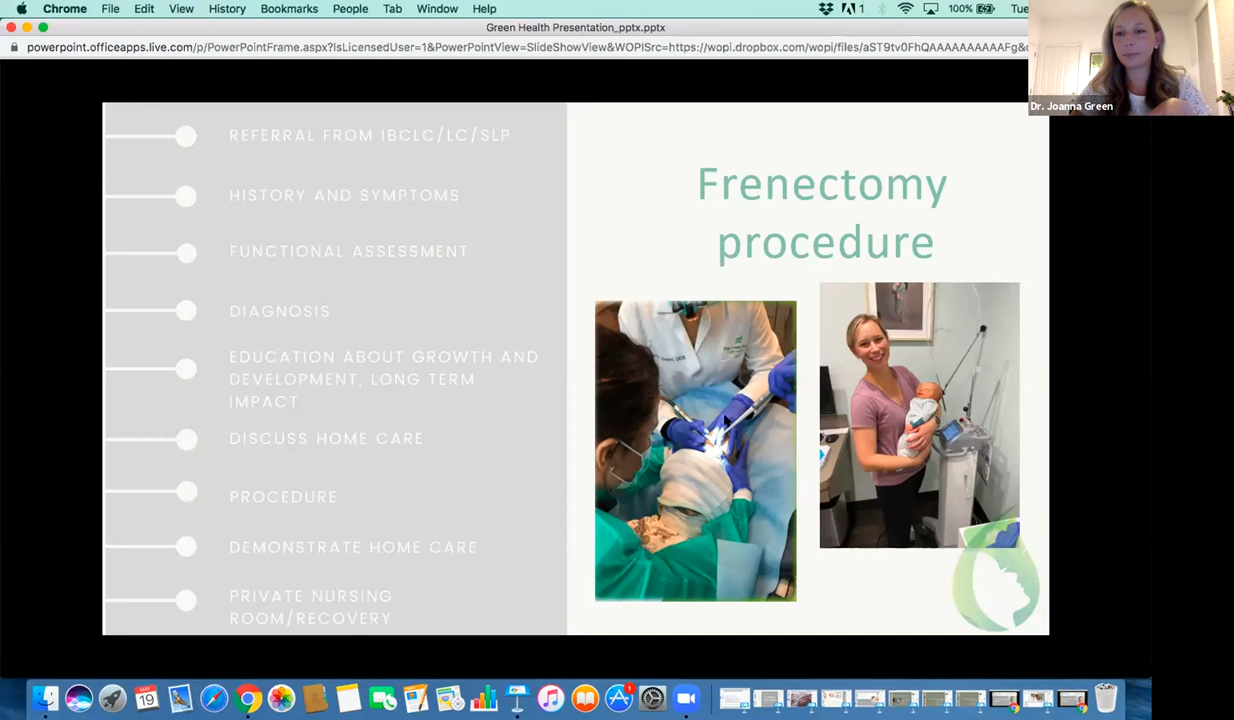 Chrome File Edit View History Bookmarks People Tab Window Help
1 100% Tue
Green Health Presentation_pptx.pptx
powerpoint.officeapps.live.com/p/PowerPointFrame.aspx?IsLicensedUser=1&PowerPointView=SlideShowView&WOPISrc=https://wopi.dropbox.com/wopi/files/aST9tv0FhQAAAAAAAAAAFg&
Dr. Joanna Green
REFERRAL FROM IBCLC/LC/SLP
HISTORY AND SYMPTOMS
FUNCTIONAL ASSESSMENT
DIAGNOSIS
EDUCATION ABOUT GROWTH AND
DEVELOPMENT, LONG TERM
IMPACT
DISCUSS HOME CARE
PROCEDURE
DEMONSTRATE HOME CARE
PRIVATE NURSING
ROOM/RECOVERY
Frenectomy
procedure
MAY
19
1